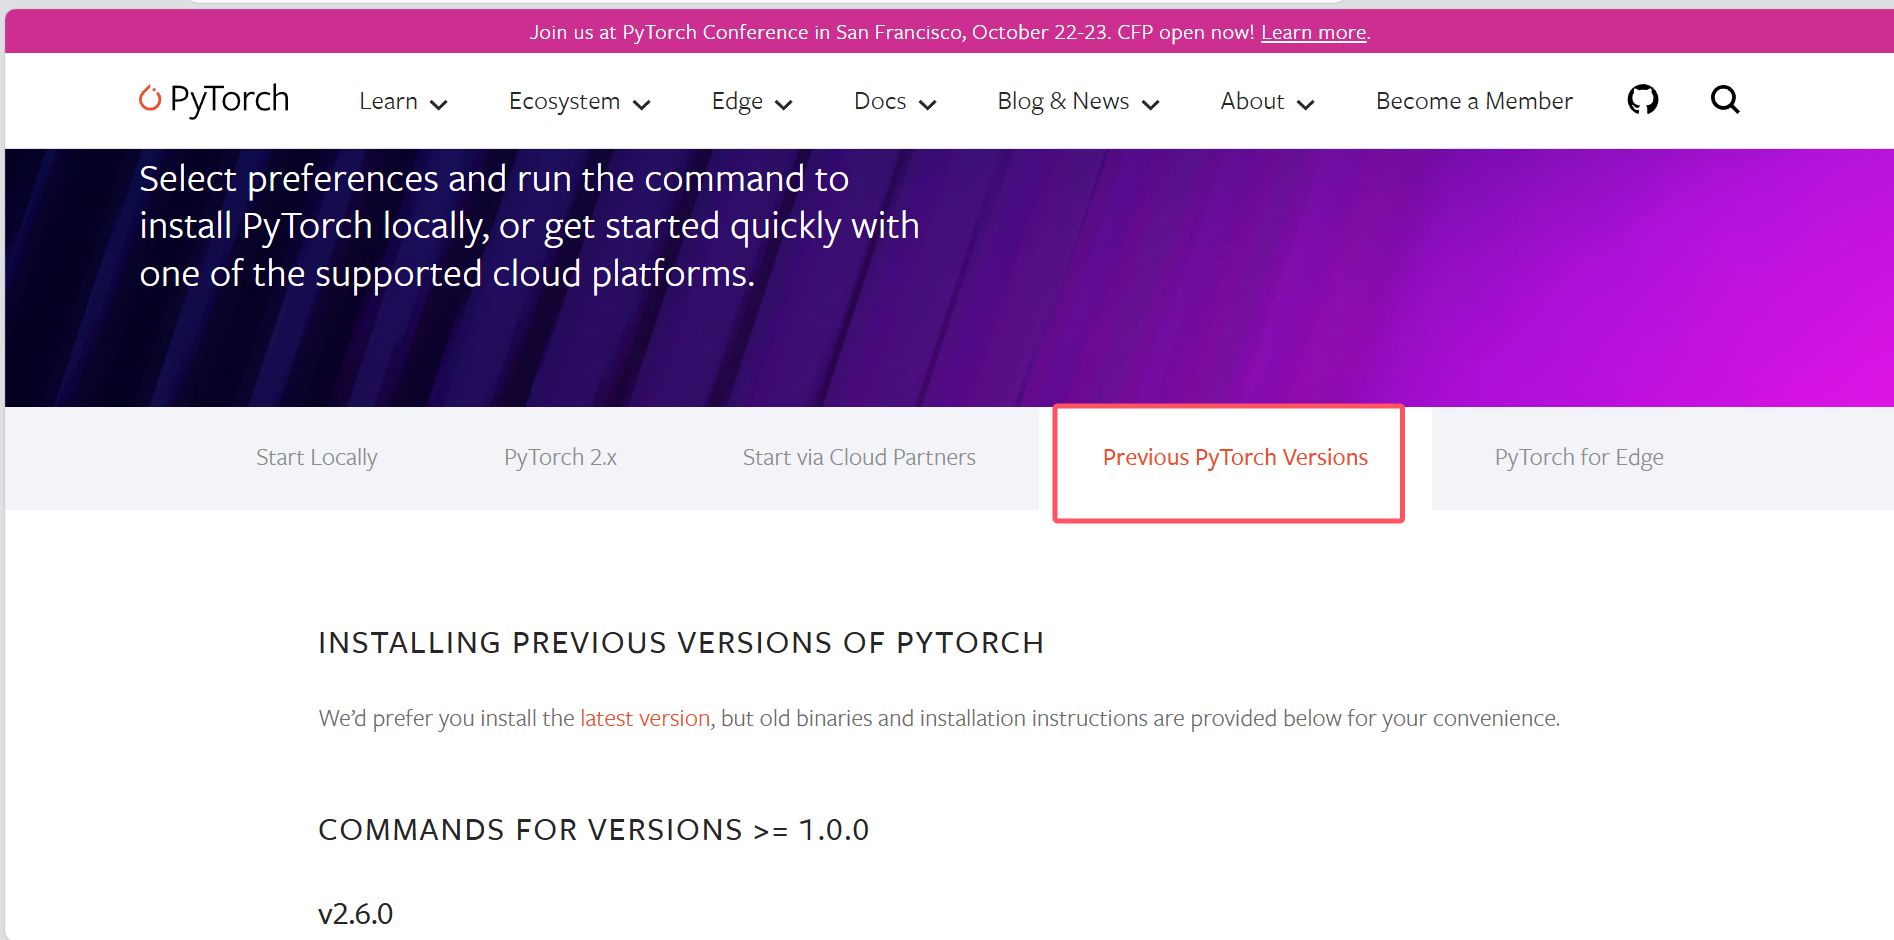 Join us at PyTorch Conference in San Francisco, October 22-23. CFP open now! Learn more.
PyTorch Learn Ecosystem Edge Docs Blog & News About Become a Member
Select preferences and run the command to
install PyTorch locally, or get started quickly with
one of the supported cloud platforms.
Start Locally PyTorch 2.x Start via Cloud Partners Previous PyTorch Versions PyTorch for Edge
INSTALLING PREVIOUS VERSIONS OF PYTORCH
We’d prefer you install the latest version, but old binaries and installation instructions are provided below for your convenience.
COMMANDS FOR VERSIONS >= 1.0.0
v2.6.0